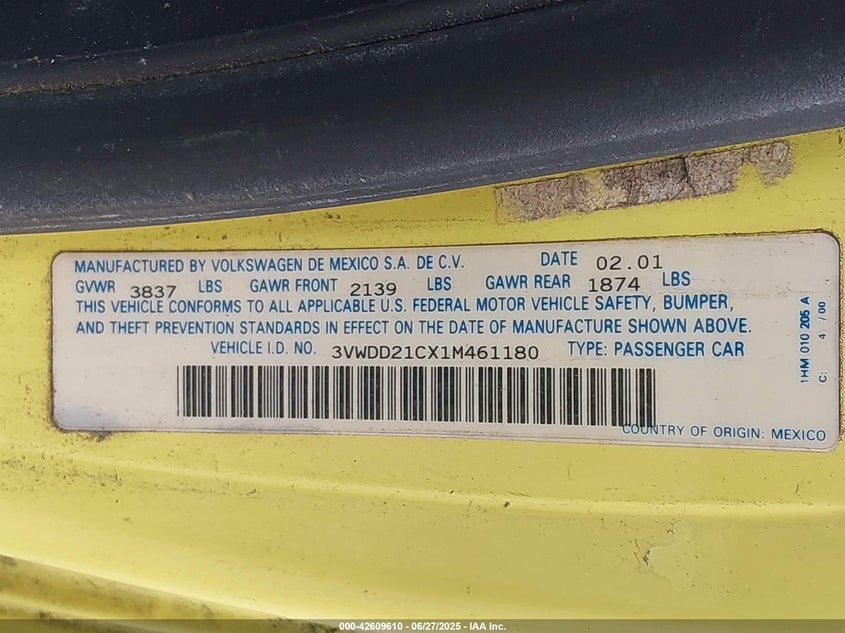 MANUFACTURED BY VOLKSWAGEN DE MEXICO S.A. DE C.V. DATE 02.01
GVWR 3837 LBS GAWR FRONT 2139 LBS GAWR REAR 1874 LBS
THIS VEHICLE CONFORMS TO ALL APPLICABLE U.S. FEDERAL MOTOR VEHICLE SAFETY, BUMPER,
AND THEFT PREVENTION STANDARDS IN EFFECT ON THE DATE OF MANUFACTURE SHOWN ABOVE.
VEHICLE I.D. NO. 3VWDD21CX1M461180 TYPE: PASSENGER CAR
COUNTRY OF ORIGIN: MEXICO
1HM 010 205 A
C: 4 / 00
000-42609610 - 06/27/2025 - IAA Inc.